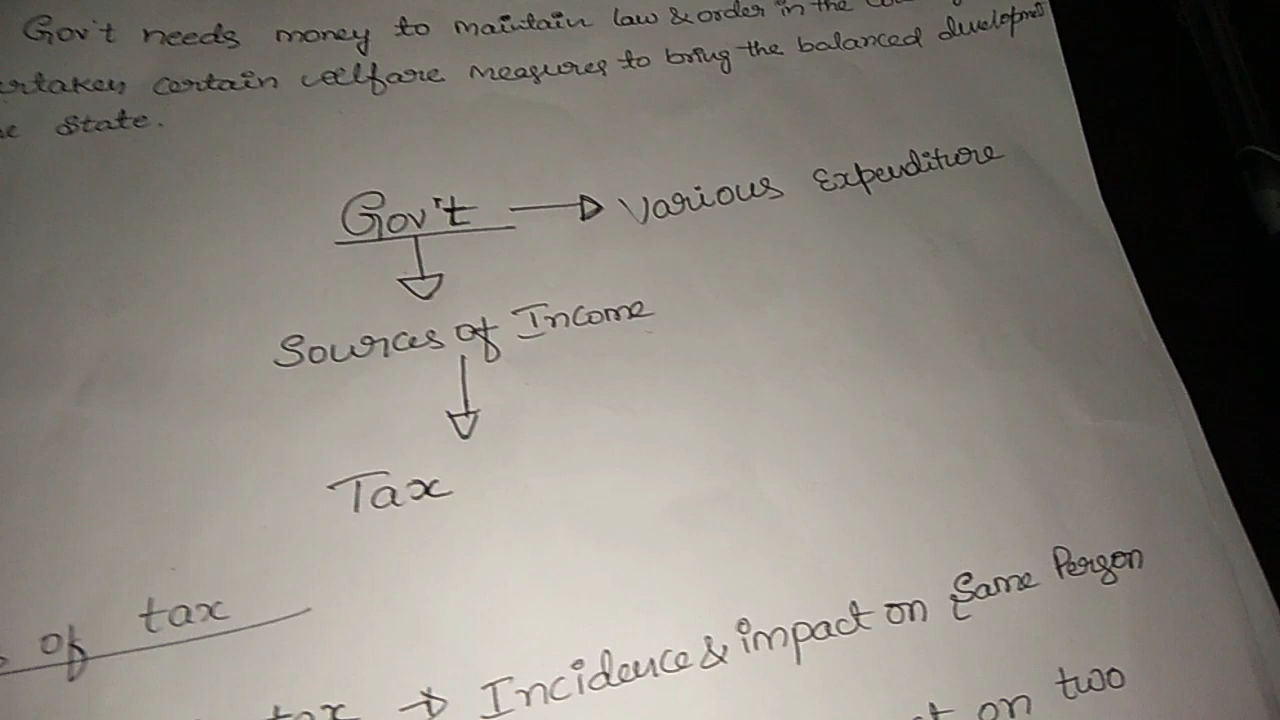 Gov't needs money to maintain law & order in the
certain welfare measures to bring the balanced
State.
Gov't → Various Expenditure
Sources of Income
Tax
of tax
tax → Incidence & impact on Same Person
on two